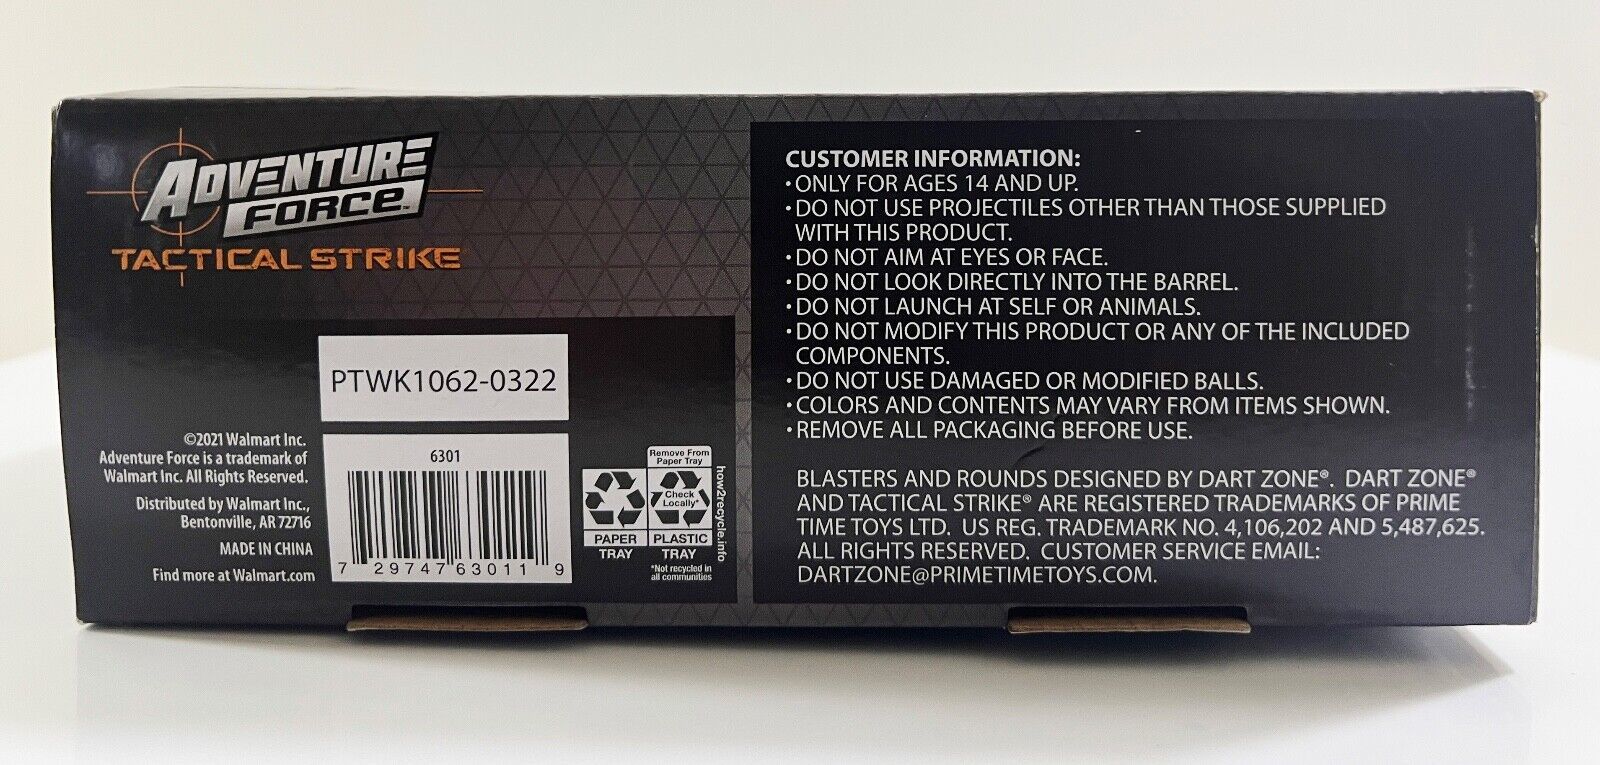 ADVENTURE
FORCE™
TACTICAL STRIKE
PTWK1062-0322
©2021 Walmart Inc.
Adventure Force is a trademark of
Walmart Inc. All Rights Reserved.
Distributed by Walmart Inc.,
Bentonville, AR 72716
MADE IN CHINA
Find more at Walmart.com
6301
7 29747 63011 9
Remove From
Paper Tray
Check
Locally*
PAPER
TRAY
PLASTIC
TRAY
*Not recycled in
all communities
how2recycle.info
CUSTOMER INFORMATION:
•ONLY FOR AGES 14 AND UP.
•DO NOT USE PROJECTILES OTHER THAN THOSE SUPPLIED
WITH THIS PRODUCT.
•DO NOT AIM AT EYES OR FACE.
•DO NOT LOOK DIRECTLY INTO THE BARREL.
•DO NOT LAUNCH AT SELF OR ANIMALS.
•DO NOT MODIFY THIS PRODUCT OR ANY OF THE INCLUDED
COMPONENTS.
•DO NOT USE DAMAGED OR MODIFIED BALLS.
•COLORS AND CONTENTS MAY VARY FROM ITEMS SHOWN.
•REMOVE ALL PACKAGING BEFORE USE.
BLASTERS AND ROUNDS DESIGNED BY DART ZONE®. DART ZONE®
AND TACTICAL STRIKE® ARE REGISTERED TRADEMARKS OF PRIME
TIME TOYS LTD. US REG. TRADEMARK NO. 4,106,202 AND 5,487,625.
ALL RIGHTS RESERVED. CUSTOMER SERVICE EMAIL:
DARTZONE@PRIMETIMETOYS.COM.